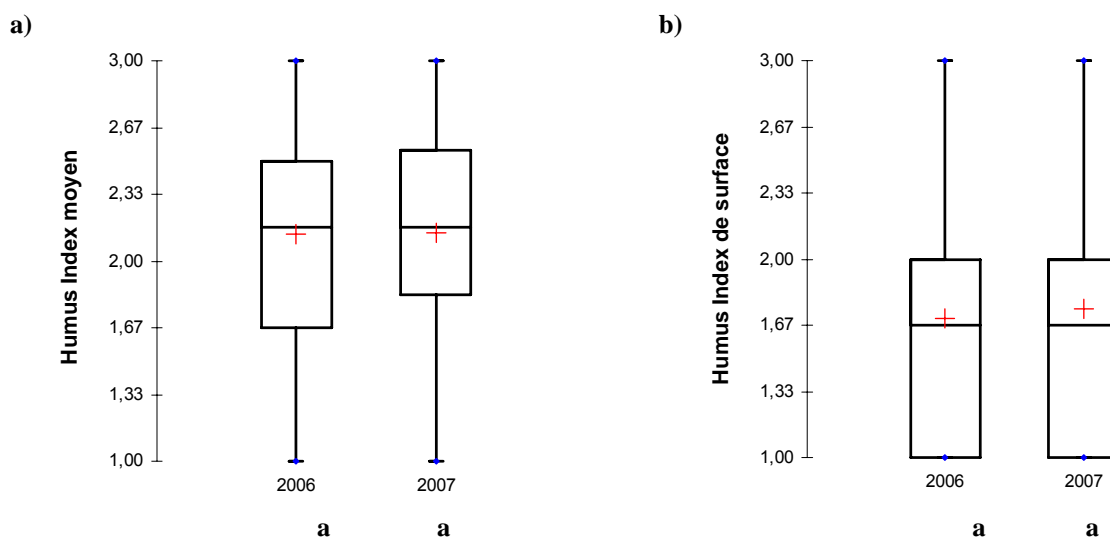 a)
3,00
2,67
2,33
2,00
1,67
1,33
1,00
Humus Index moyen
2006 2007
a a
b)
3,00
2,67
2,33
2,00
1,67
1,33
1,00
Humus Index de surface
2006 2007
a a